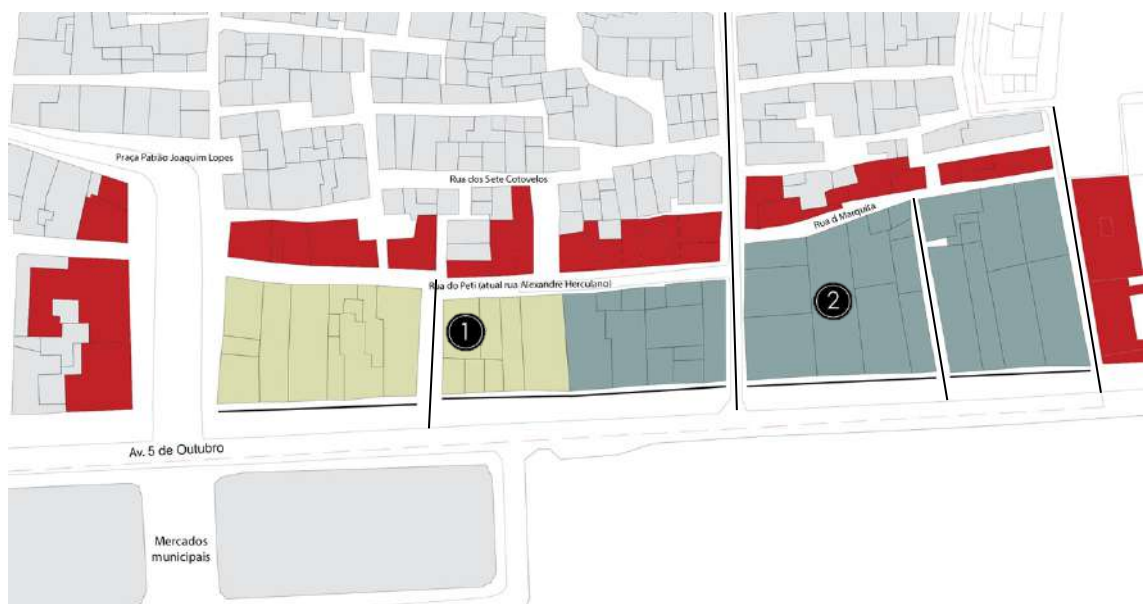 Praça Patrão Joaquim Lopes
Rua dos Sete Cotovelos
Rua d Marquita
Rua do Peti (atual rua Alexandre Herculano)
1
2
Av. 5 de Outubro
Mercados
municipais